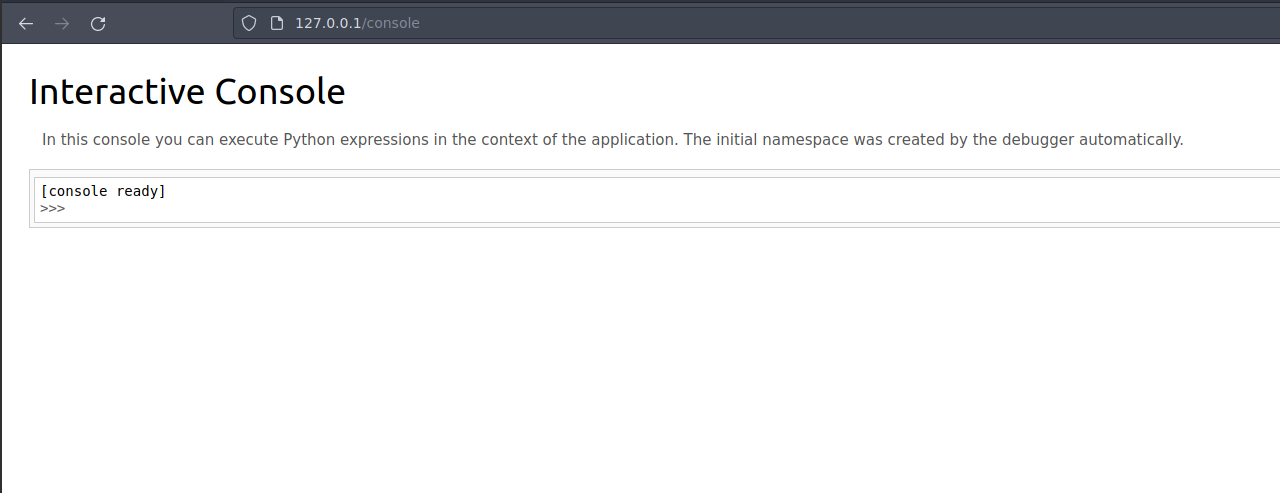 127.0.0.1/console
Interactive Console
In this console you can execute Python expressions in the context of the application. The initial namespace was created by the debugger automatically.
[console ready]
>>>